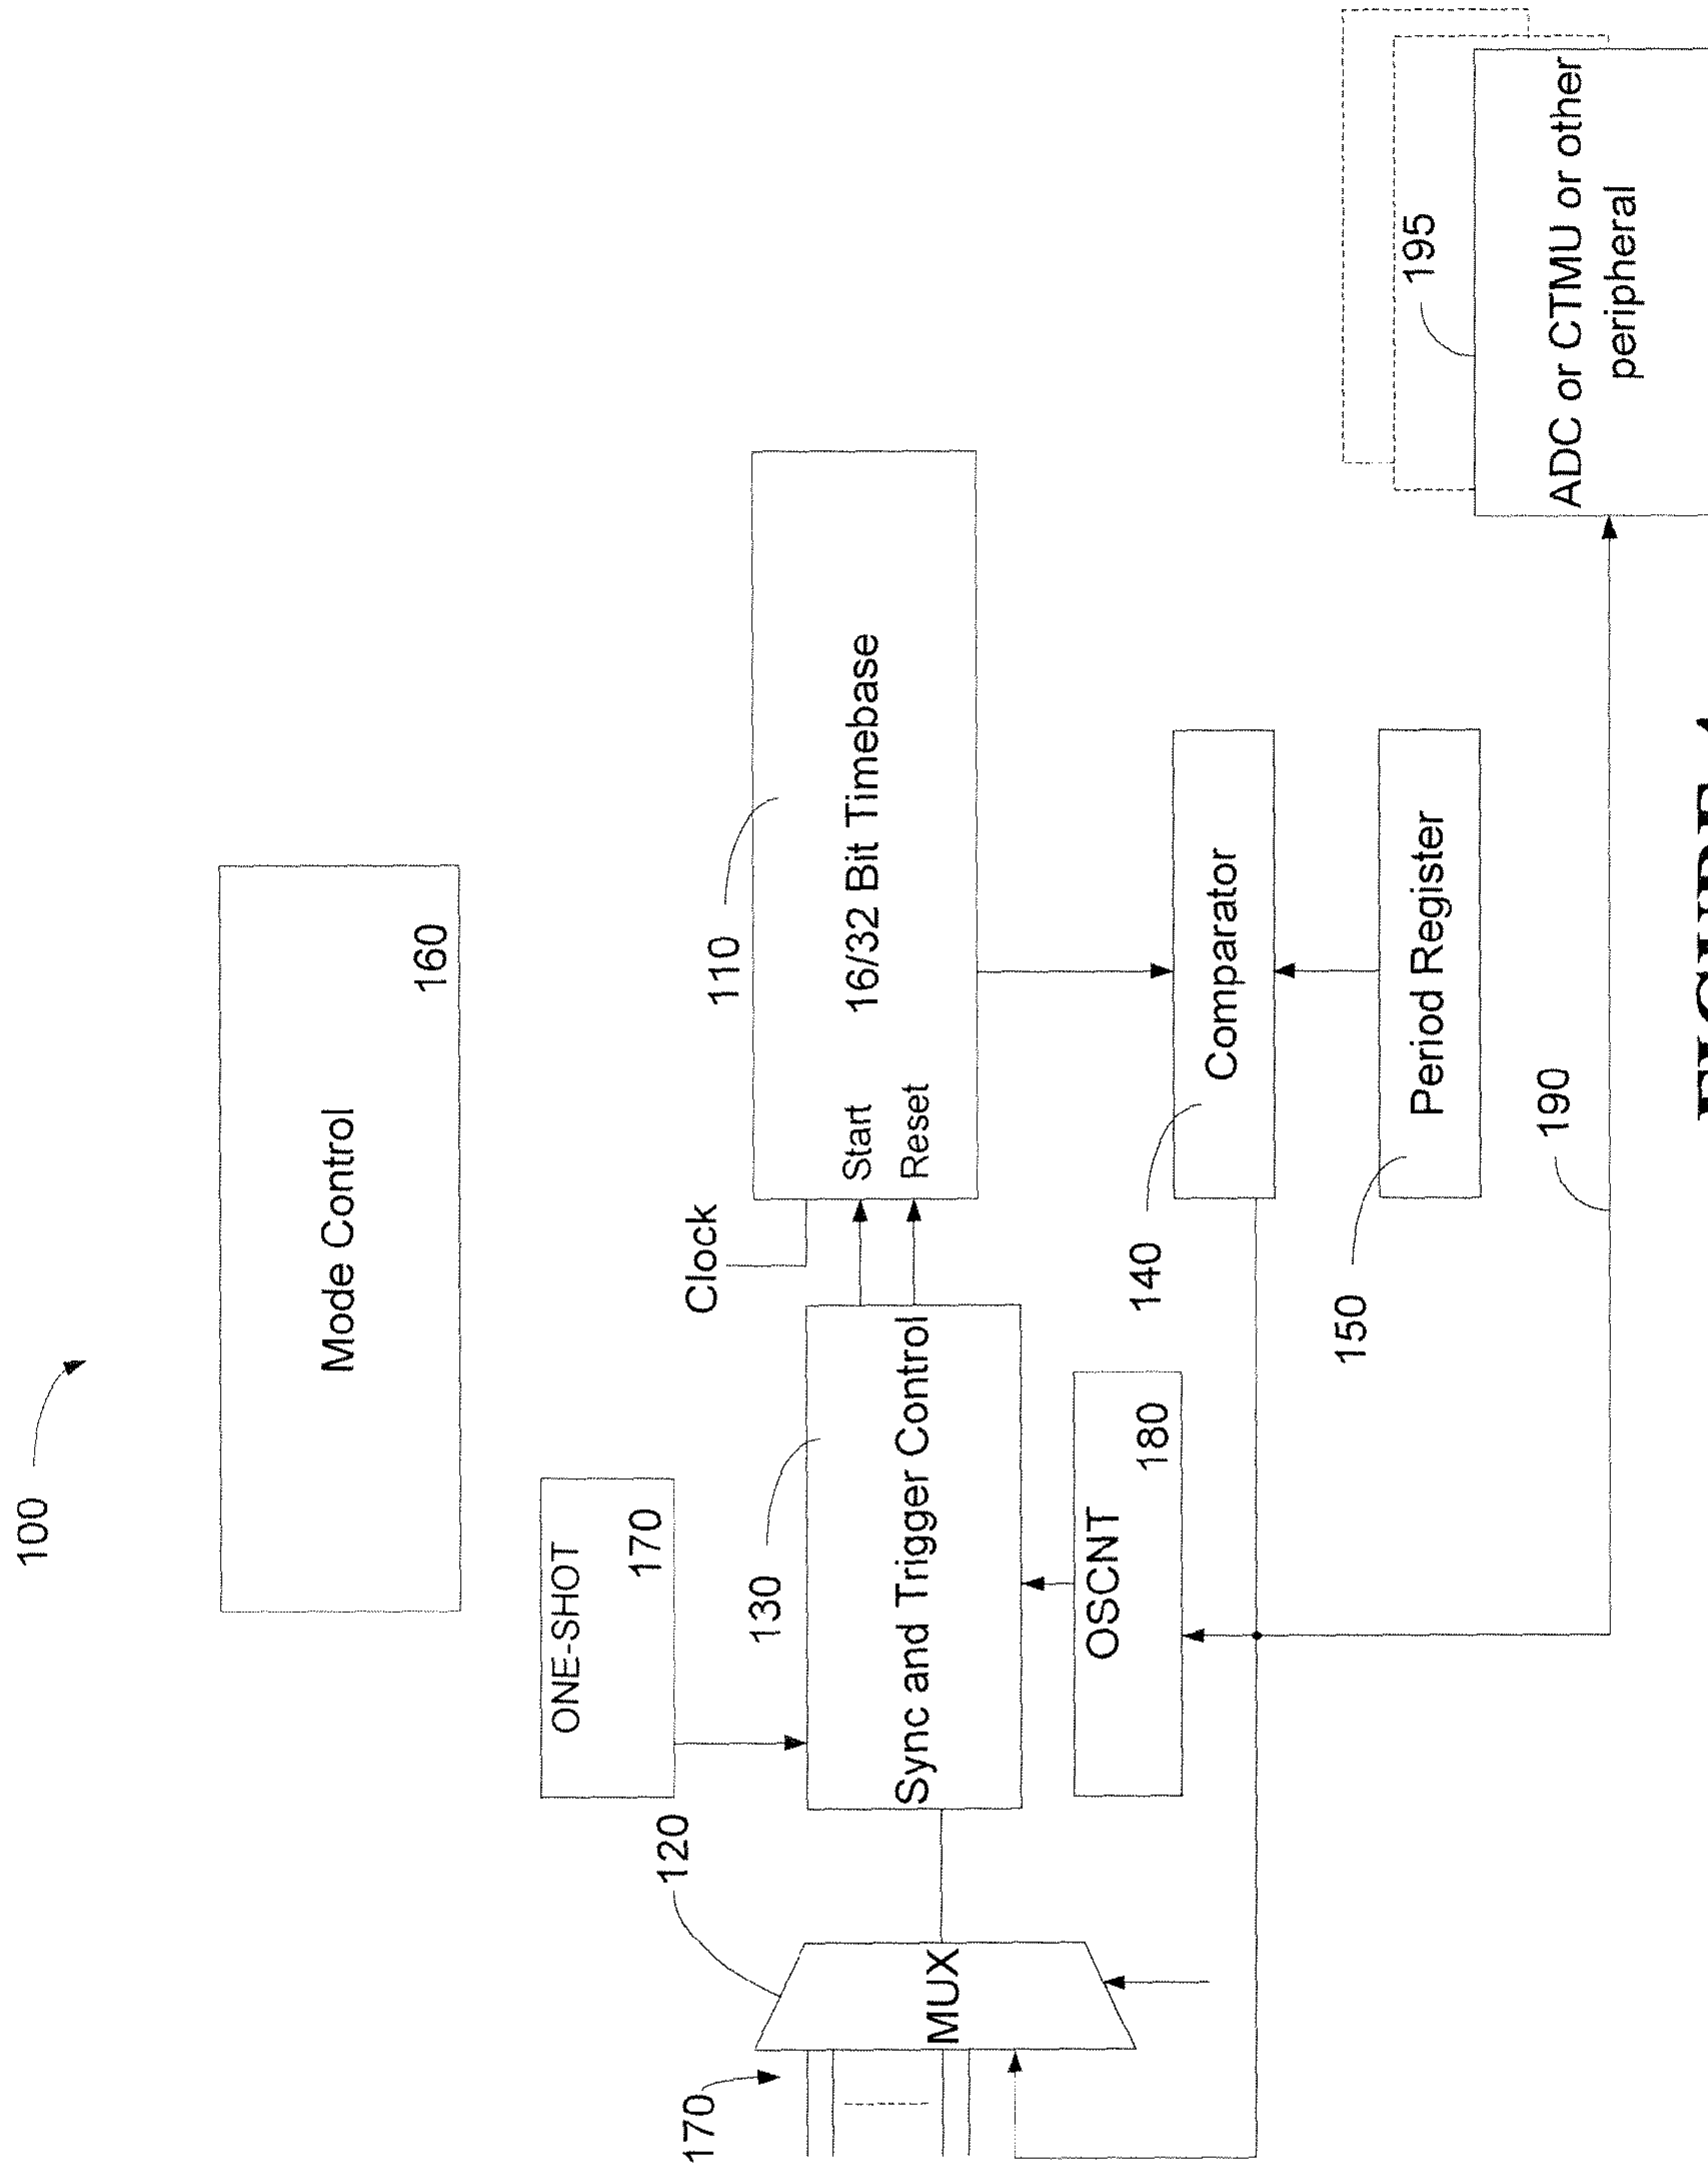 100
Mode Control
160
ONE-SHOT
170
120
130
Clock
110
Start
16/32 Bit Timebase
Reset
Sync and Trigger Control
170
MUX
OSCNT
180
140
Comparator
150
Period Register
190
195
ADC or CTMU or other
peripheral